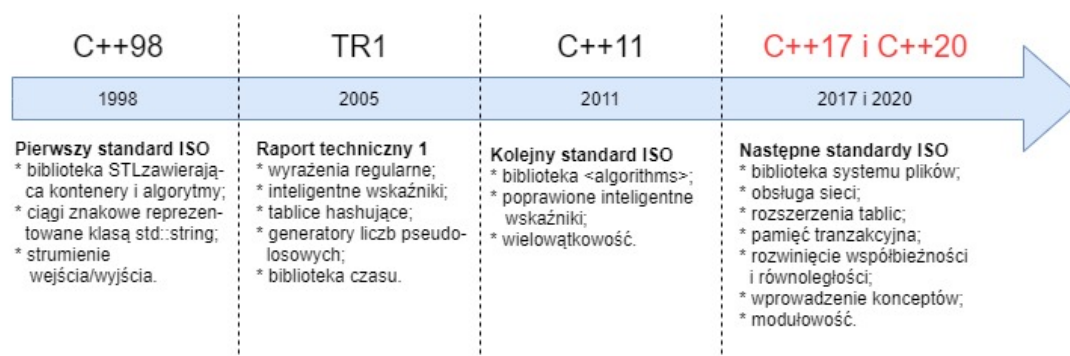 C++98
TR1
C++11
C++17 i C++20
1998
2005
2011
2017 i 2020
Pierwszy standard ISO
* biblioteka STLzawierają-
ca kontenery i algorytmy;
* ciągi znakowe reprezen-
towane klasą std::string;
* strumienie
wejścia/wyjścia.
Raport techniczny 1
* wyrażenia regularne;
* inteligentne wskaźniki;
* tablice hashujące;
* generatory liczb pseudo-
losowych;
* biblioteka czasu.
Kolejny standard ISO
* biblioteka <algorithms>;
* poprawione inteligentne
wskaźniki;
* wielowątkowość.
Następne standardy ISO
* biblioteka systemu plików;
* obsługa sieci;
* rozszerzenia tablic;
* pamięć tranzakcyjna;
* rozwinięcie współbieżności
i równoległości;
* wprowadzenie konceptów;
* modułowość.